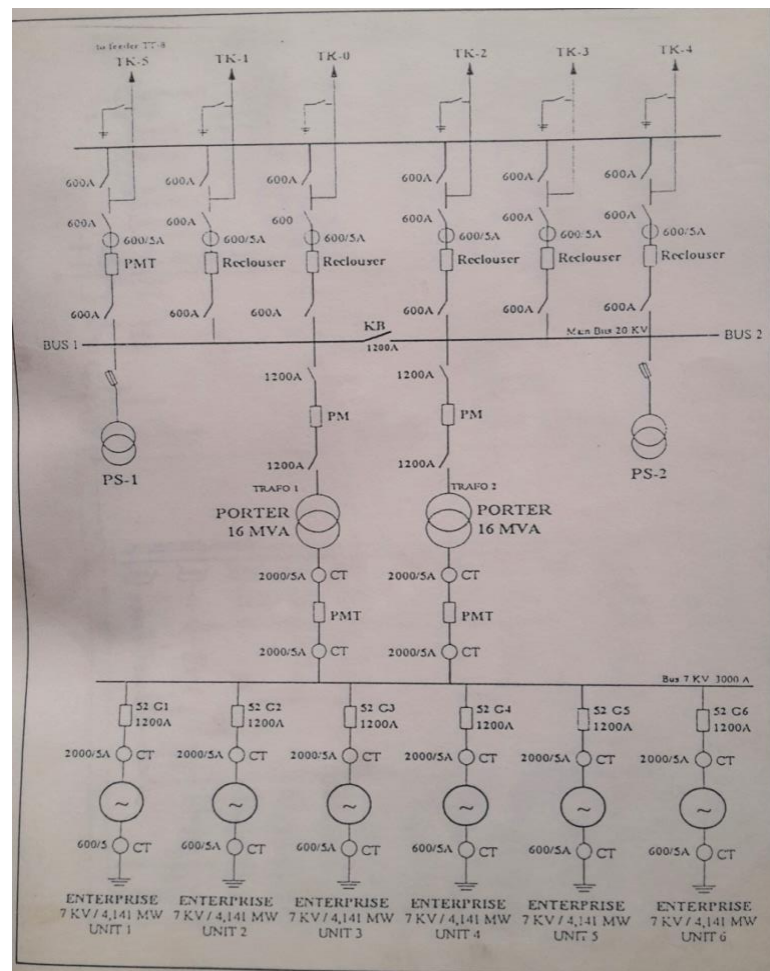 to feeder TT-8
TK-5 TK-1 TK-0 TK-2 TK-3 TK-4
600A 600A 600A 600A 600A 600A
600A 600A 600 600A 600A 600A
600/5A 600/5A 600/5A 600/5A 600/5A 600/5A
PMT Reclouser Reclouser Reclouser Reclouser Reclouser
600A 600A 600A 600A 600A 600A
KB
Main Bus 20 KV
BUS 1 BUS 2
1200A
1200A 1200A
PM PM
1200A 1200A
PS-1 PS-2
TRAFO 1 TRAFO 2
PORTER PORTER
16 MVA 16 MVA
2000/5A CT 2000/5A CT
PMT PMT
2000/5A CT 2000/5A CT
Bus 7 KV 3000 A
52 G1 52 G2 52 G3 52 G4 52 G5 52 G6
1200A 1200A 1200A 1200A 1200A 1200A
2000/5A CT 2000/5A CT 2000/5A CT 2000/5A CT 2000/5A CT 2000/5A CT
~ ~ ~ ~ ~ ~
600/5 CT 600/5A CT 600/5A CT 600/5A CT 600/5A CT 600/5A CT
ENTERPRISE ENTERPRISE ENTERPRISE ENTERPRISE ENTERPRISE ENTERPRISE
7 KV / 4,141 MW 7 KV / 4,141 MW 7 KV / 4,141 MW 7 KV / 4,141 MW 7 KV / 4,141 MW 7 KV / 4,141 MW
UNIT 1 UNIT 2 UNIT 3 UNIT 4 UNIT 5 UNIT 6